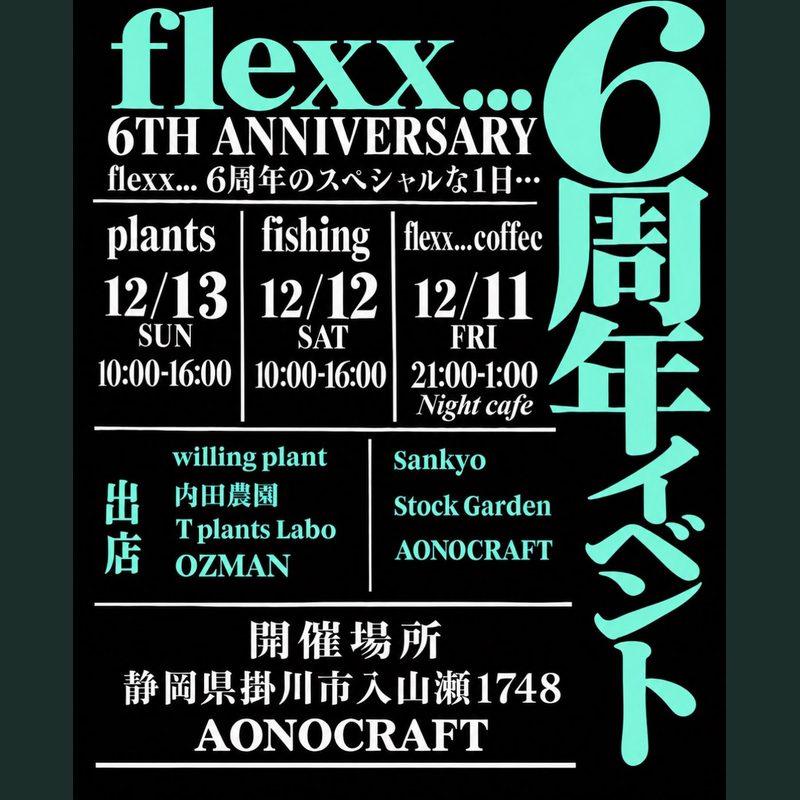 flexx...
6TH ANNIVERSARY
flexx... 6周年のスペシャルな1日…
6周年イベント
plants
12/13
SUN
10:00-16:00
fishing
12/12
SAT
10:00-16:00
flexx...coffec
12/11
FRI
21:00-1:00
Night cafe
出店
willing plant
内田農園
T plants Labo
OZMAN
Sankyo
Stock Garden
AONOCRAFT
開催場所
静岡県掛川市入山瀬1748
AONOCRAFT